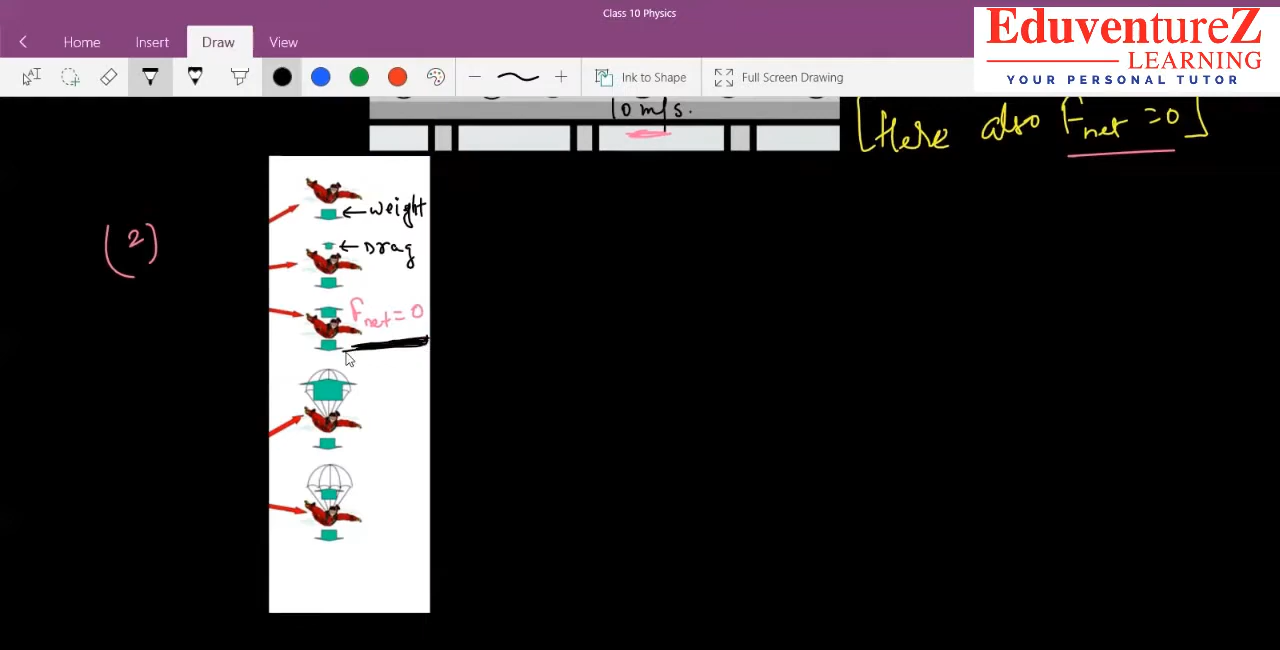 Class 10 Physics
EduventureZ
LEARNING
YOUR PERSONAL TUTOR
Home Insert Draw View
Ink to Shape Full Screen Drawing
10 m/s.
[Here also Fnet = 0]
(2)
← weight
← Drag
Fnet = 0